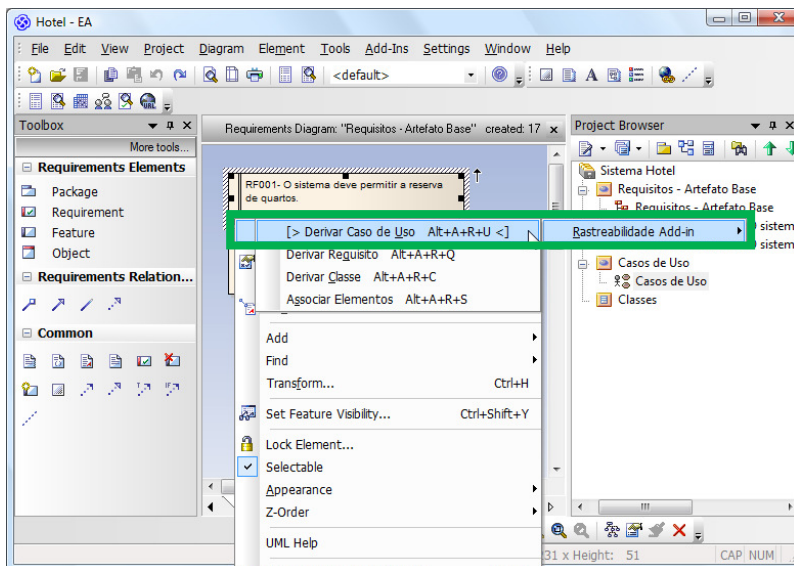 Hotel - EA
File Edit View Project Diagram Element Tools Add-Ins Settings Window Help
<default>
Toolbox
More tools...
Requirements Elements
Package
Requirement
Feature
Object
Requirements Relation...
Common
Requirements Diagram: "Requisitos - Artefato Base" created: 17
RF001- O sistema deve permitir a reserva
de quartos.
[> Derivar Caso de Uso Alt+A+R+U <]
Rastreabilidade Add-in
Derivar Requisito Alt+A+R+Q
Derivar Classe Alt+A+R+C
Associar Elementos Alt+A+R+S
Add
Find
Transform... Ctrl+H
Set Feature Visibility... Ctrl+Shift+Y
Lock Element...
Selectable
Appearance
Z-Order
UML Help
Project Browser
Sistema Hotel
Requisitos - Artefato Base
Requisitos - Artefato Base
sistem
sistem
Casos de Uso
Casos de Uso
Classes
x Height: 51 CAP NUM